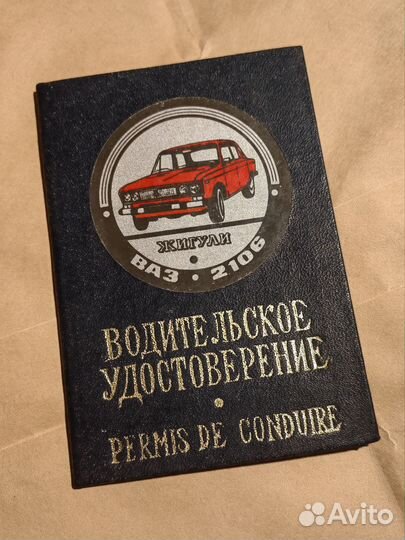 ЖИГУЛИ
ВАЗ • 2106
ВОДИТЕЛЬСКОЕ
УДОСТОВЕРЕНИЕ
•
PERMIS DE CONDUIRE
Avito